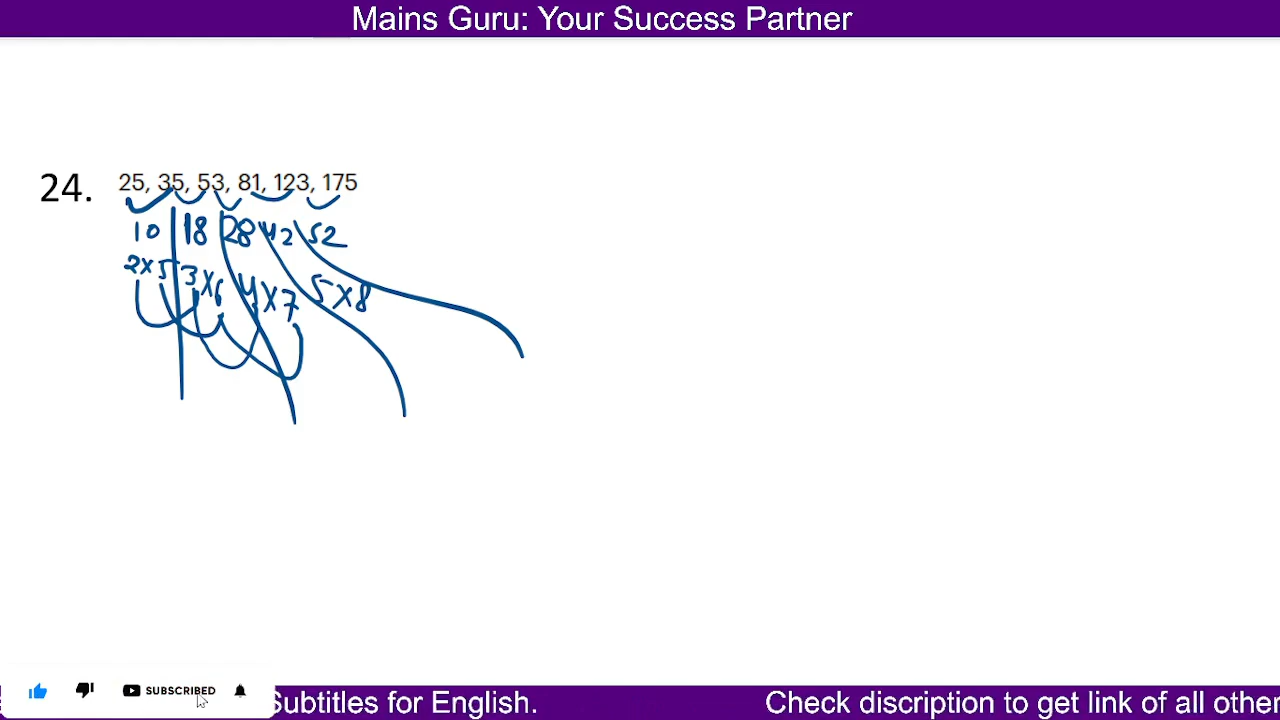 Mains Guru: Your Success Partner
24. 25, 35, 53, 81, 123, 175
10 18 28 42 52
2×5 3×6 4×7 5×8
SUBSCRIBED
Subtitles for English. Check discription to get link of all other